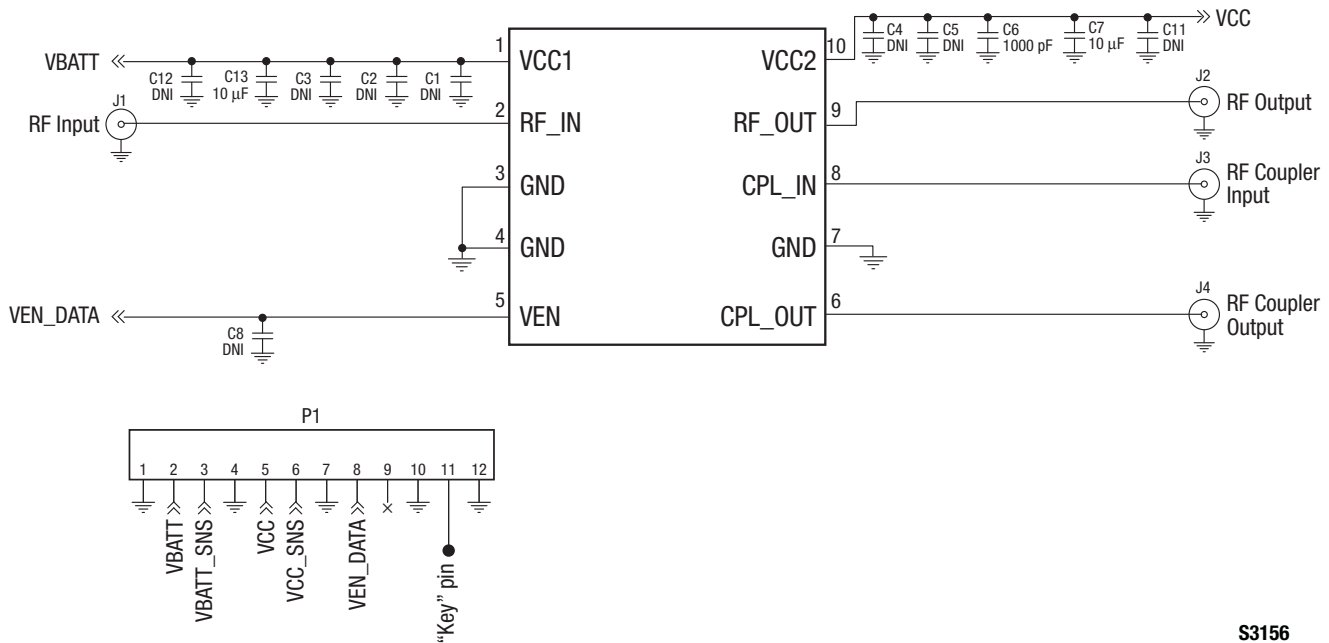 VBATT
C12
DNI
C13
10 µF
C3
DNI
C2
DNI
C1
DNI
1
VCC1
10
VCC2
C4
DNI
C5
DNI
C6
1000 pF
C7
10 µF
C11
DNI
VCC
RF Input
J1
2
RF_IN
9
RF_OUT
J2
RF Output
3
GND
8
CPL_IN
J3
RF Coupler
Input
4
GND
7
GND
VEN_DATA
C8
DNI
5
VEN
6
CPL_OUT
J4
RF Coupler
Output
P1
1 2 3 4 5 6 7 8 9 10 11 12
VBATT
VBATT_SNS
VCC
VCC_SNS
VEN_DATA
"Key" pin
S3156